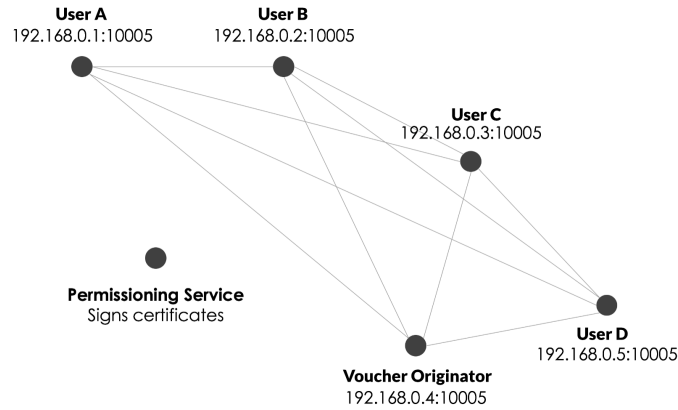 User A
192.168.0.1:10005
User B
192.168.0.2:10005
User C
192.168.0.3:10005
Permissioning Service
Signs certificates
User D
192.168.0.5:10005
Voucher Originator
192.168.0.4:10005